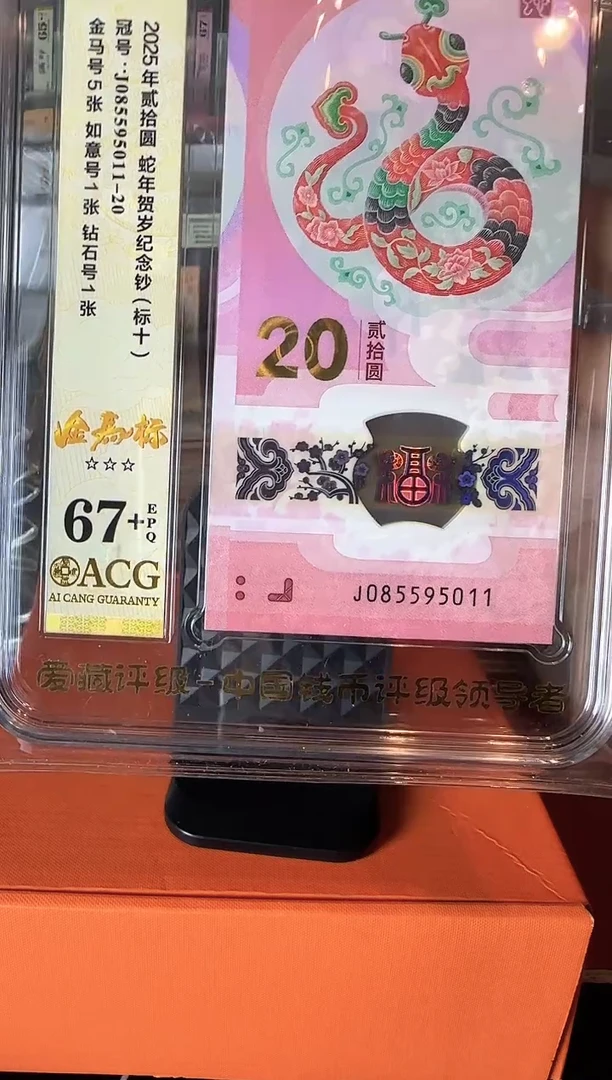 2025年贰拾圆 蛇年贺岁纪念钞(标十)
冠号·:J085595011-20
金马号5张 如意号1张 钻石号1张
金马标
☆☆☆
67+
EPQ
ACG
AI CANG GUARANTY
20
贰拾圆
J085595011
爱藏评级-中国钱币评级领导者